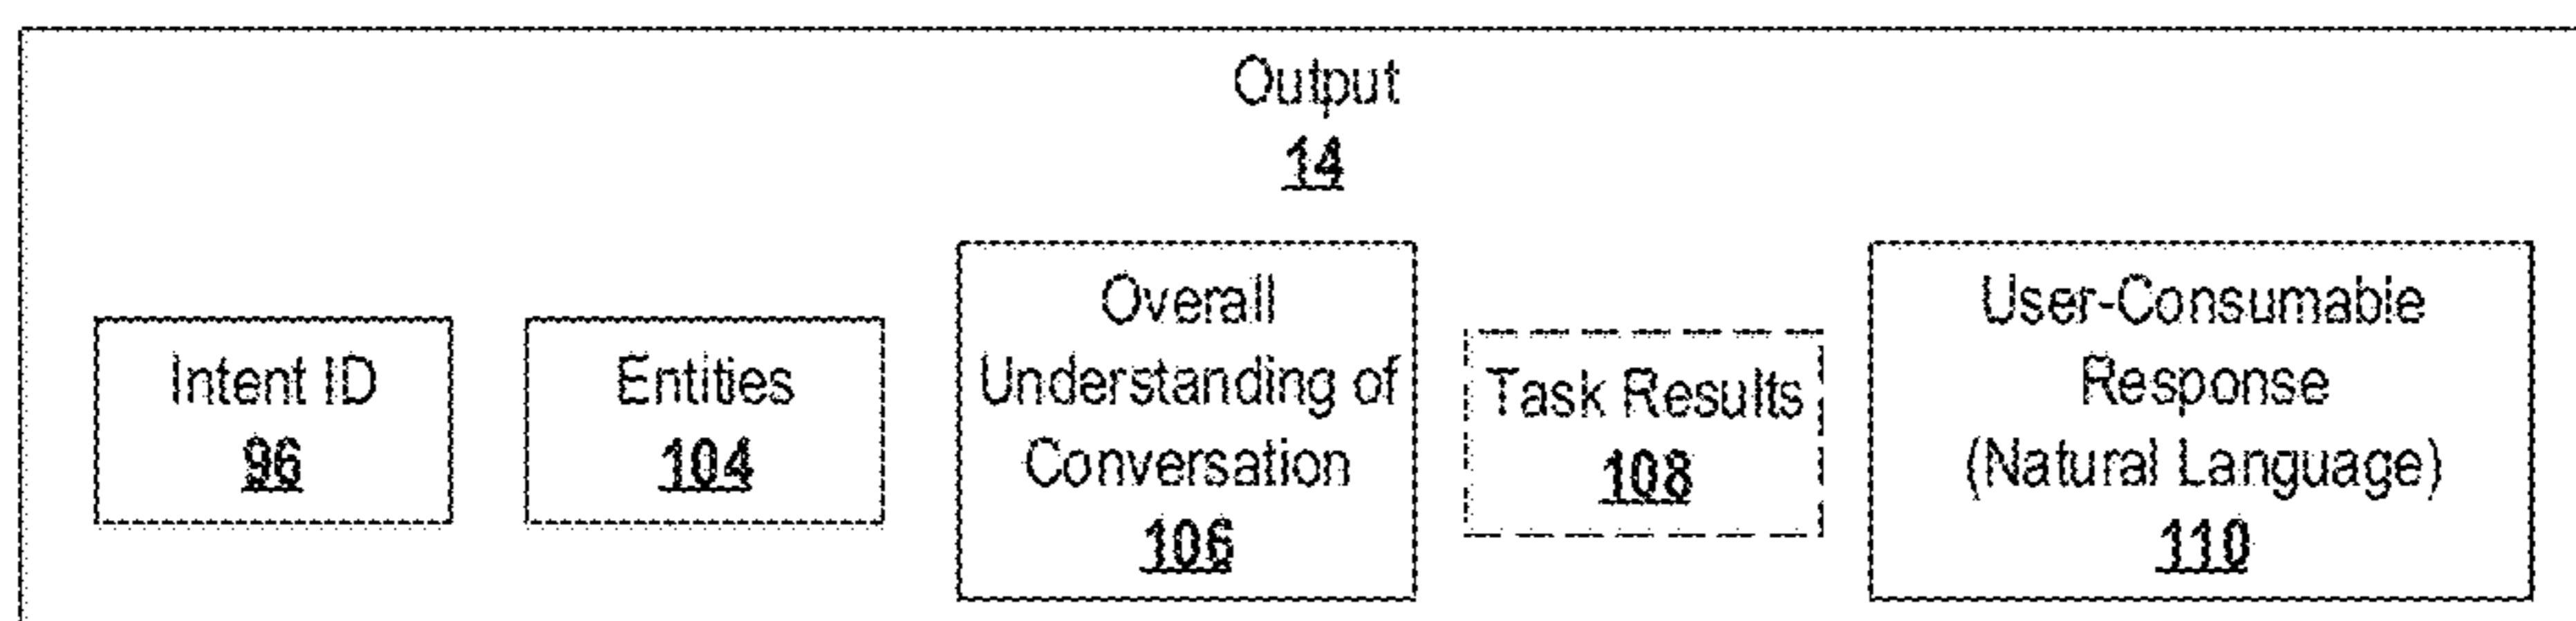 Output
14
Intent ID
96
Entities
104
Overall
Understanding of
Conversation
106
Task Results
108
User-Consumable
Response
(Natural Language)
110